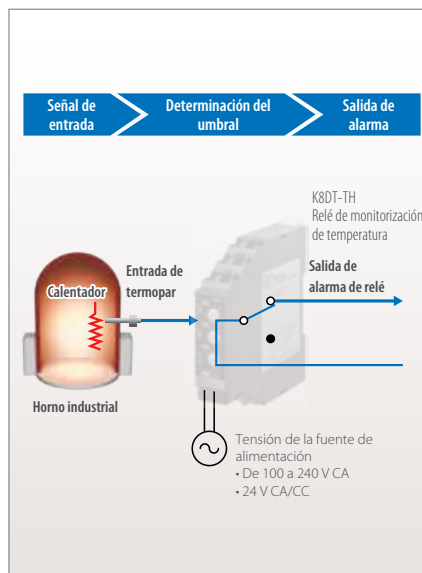 Señal de
entrada
Determinación del
umbral
Salida de
alarma
K8DT-TH
Relé de monitorización
de temperatura
Calentador
Entrada de
termopar
Salida de
alarma de relé
Horno industrial
Tensión de la fuente de
alimentación
• De 100 a 240 V CA
• 24 V CA/CC